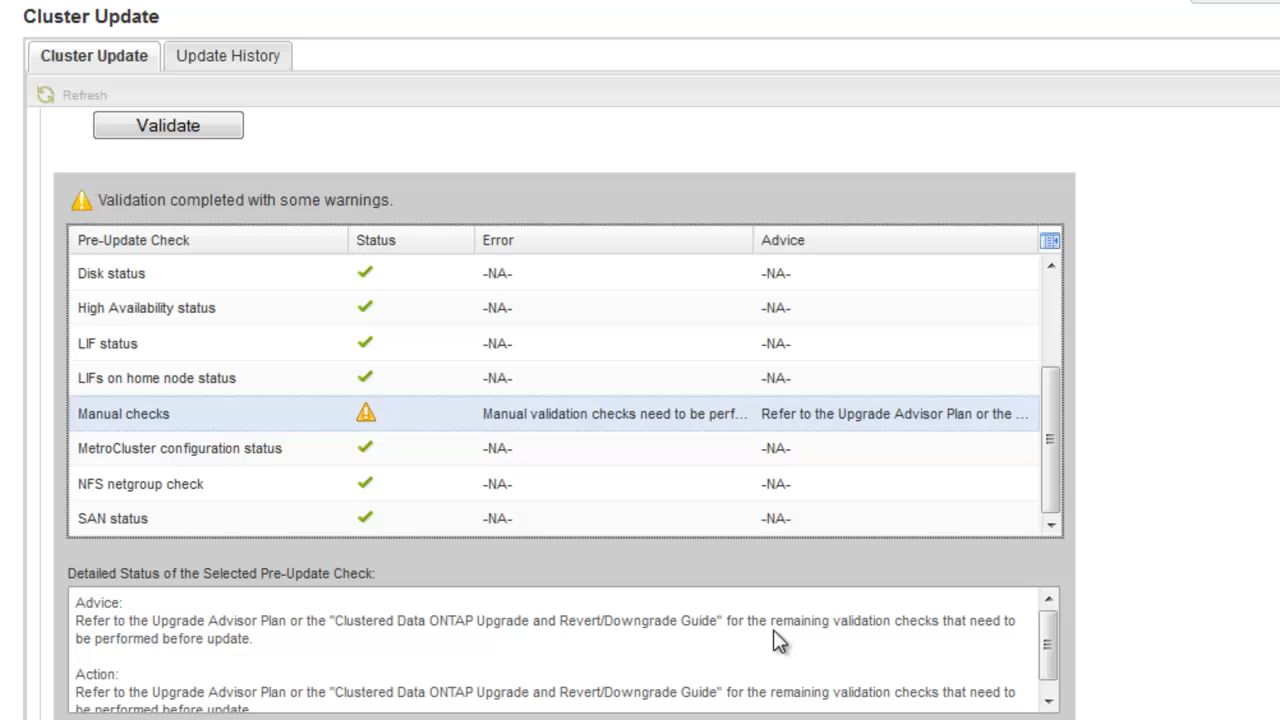 Cluster Update
Cluster Update Update History
Refresh
Validate
Validation completed with some warnings.
Pre-Update Check Status Error Advice
Disk status -NA- -NA-
High Availability status -NA- -NA-
LIF status -NA- -NA-
LIFs on home node status -NA- -NA-
Manual checks Manual validation checks need to be perf... Refer to the Upgrade Advisor Plan or the ...
MetroCluster configuration status -NA- -NA-
NFS netgroup check -NA- -NA-
SAN status -NA- -NA-
Detailed Status of the Selected Pre-Update Check:
Advice:
Refer to the Upgrade Advisor Plan or the "Clustered Data ONTAP Upgrade and Revert/Downgrade Guide" for the remaining validation checks that need to
be performed before update.
Action:
Refer to the Upgrade Advisor Plan or the "Clustered Data ONTAP Upgrade and Revert/Downgrade Guide" for the remaining validation checks that need to
be performed before update.